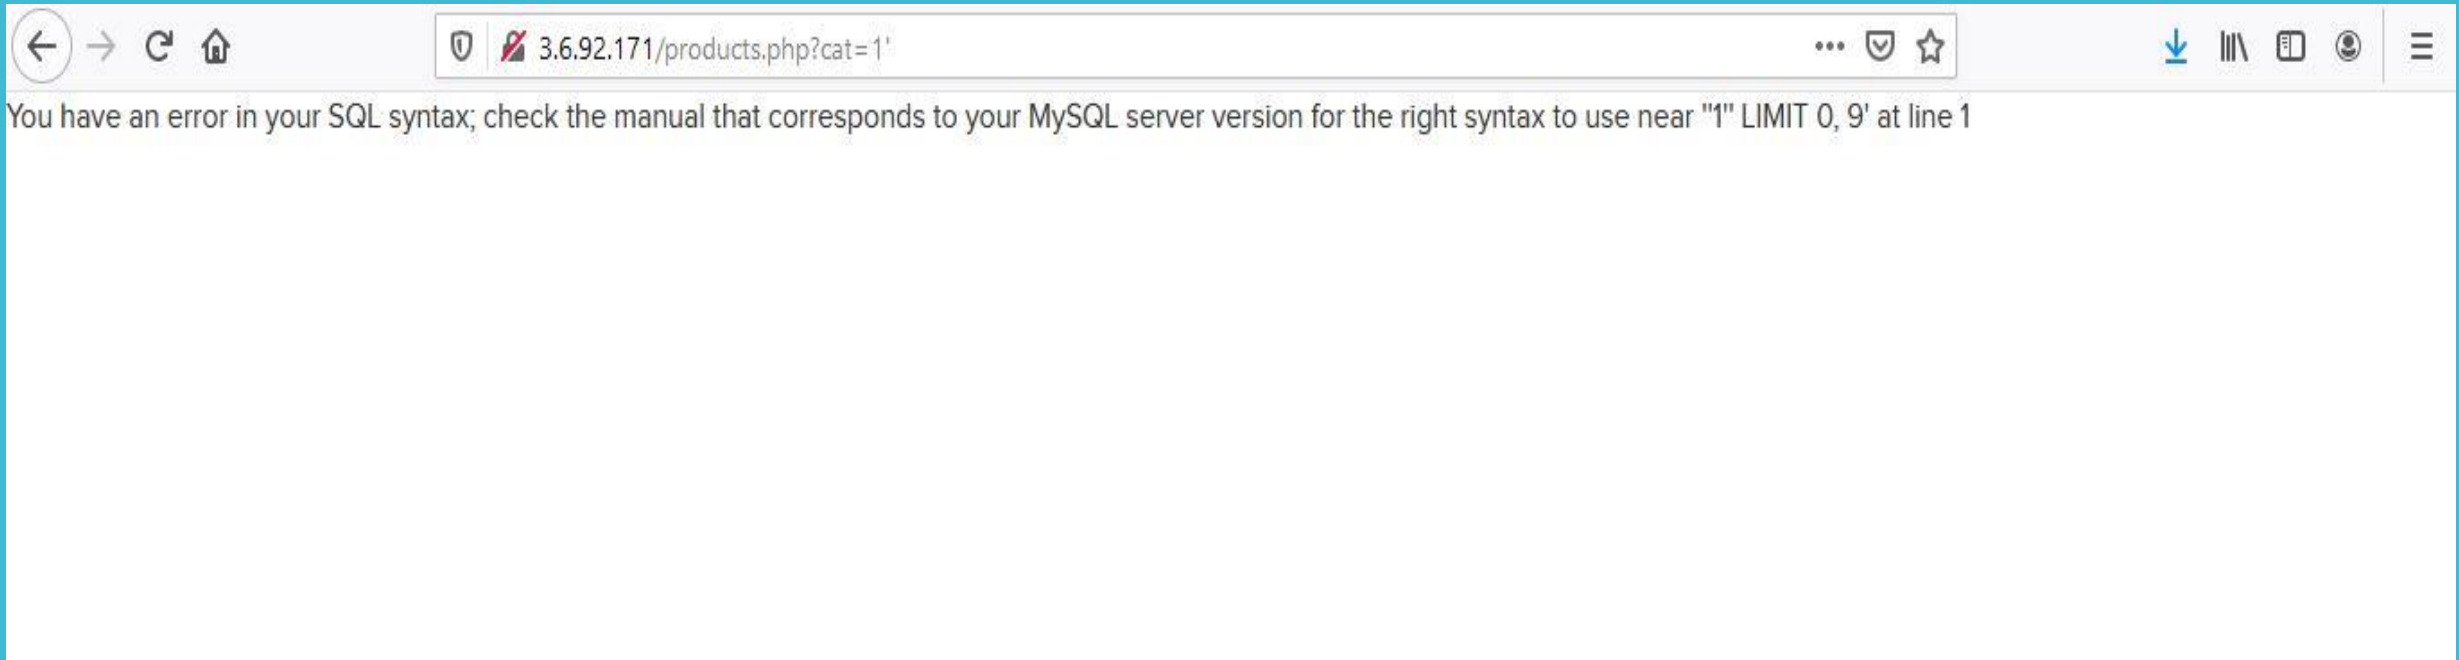 3.6.92.171/products.php?cat=1'
You have an error in your SQL syntax; check the manual that corresponds to your MySQL server version for the right syntax to use near ''1'' LIMIT 0, 9' at line 1